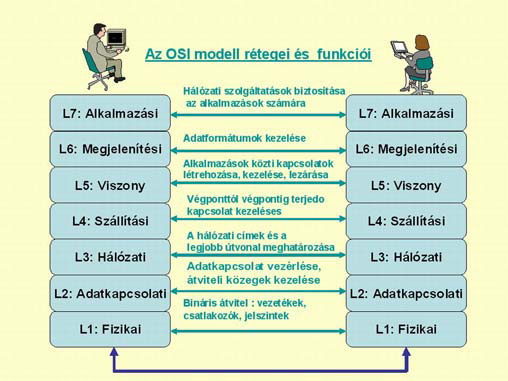 Az OSI modell rétegei és funkciói
Hálózati szolgáltatások biztosítása
az alkalmazások számára
L7: Alkalmazási
L7: Alkalmazási
Adatformátumok kezelése
L6: Megjelenítési
L6: Megjelenítési
Alkalmazások közti kapcsolatok
létrehozása, kezelése, lezárása
L5: Viszony
L5: Viszony
Végponttól végpontig terjedo
kapcsolat kezeléses
L4: Szállítási
L4: Szállítási
A hálózati címek és a
legjobb útvonal meghatározása
L3: Hálózati
L3: Hálózati
Adatkapcsolat vezérlése,
átviteli közegek kezelése
L2: Adatkapcsolati
L2: Adatkapcsolati
Bináris átvitel : vezetékek,
csatlakozók, jelszintek
L1: Fizikai
L1: Fizikai